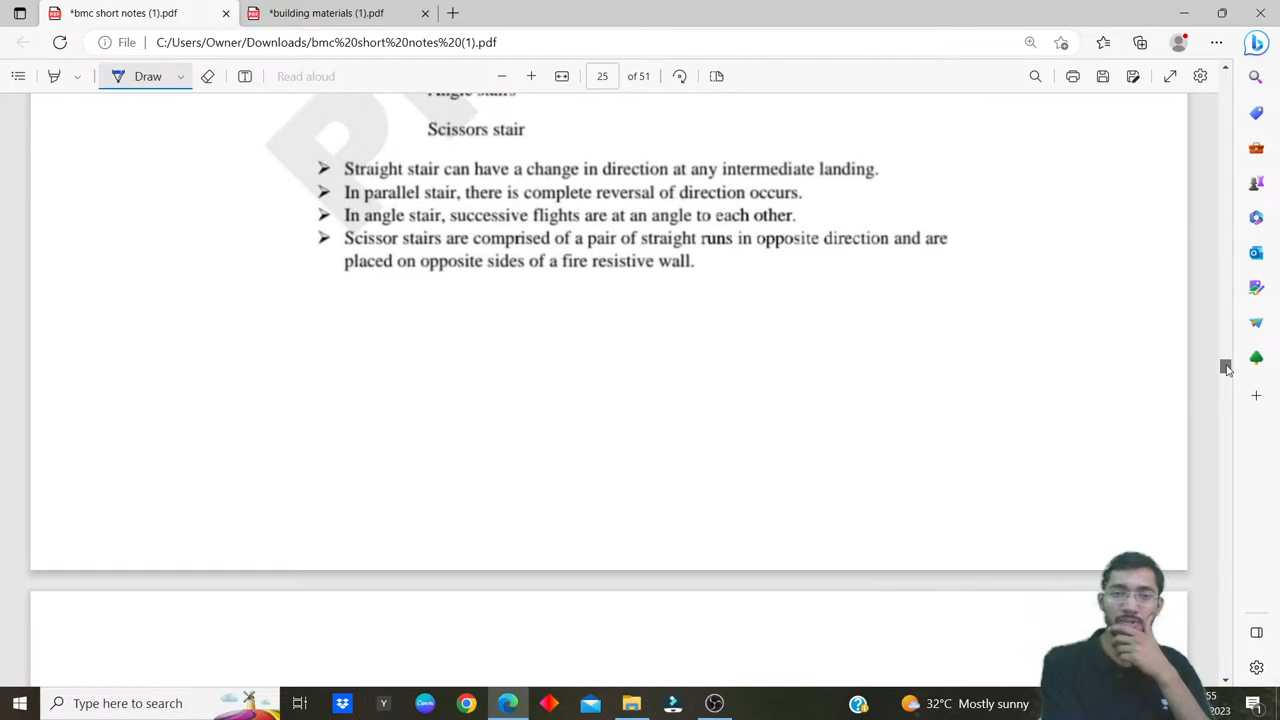 *bmc short notes (1).pdf
*building materials (1).pdf
File
C:/Users/Owner/Downloads/bmc%20short%20notes%20(1).pdf
Draw
Read aloud
25
of 51
Angle stairs
Scissors stair
Straight stair can have a change in direction at any intermediate landing.
In parallel stair, there is complete reversal of direction occurs.
In angle stair, successive flights are at an angle to each other.
Scissor stairs are comprised of a pair of straight runs in opposite direction and are
placed on opposite sides of a fire resistive wall.
Type here to search
32°C Mostly sunny
55
2023